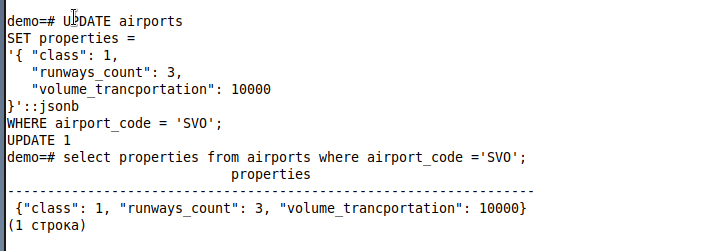 demo=# UPDATE airports
SET properties =
'{ "class": 1,
   "runways_count": 3,
   "volume_trancportation": 10000
}'::jsonb
WHERE airport_code = 'SVO';
UPDATE 1
demo=# select properties from airports where airport_code ='SVO';
                            properties
------------------------------------------------------------------
 {"class": 1, "runways_count": 3, "volume_trancportation": 10000}
(1 строка)